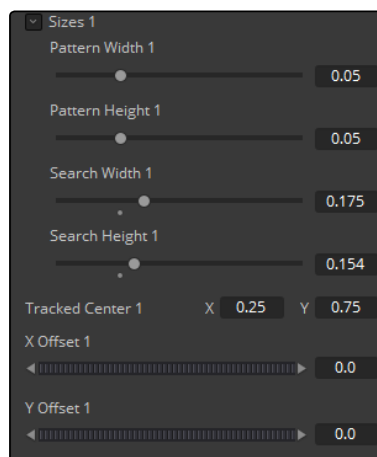 Sizes 1
Pattern Width 1
0.05
Pattern Height 1
0.05
Search Width 1
0.175
Search Height 1
0.154
Tracked Center 1 X 0.25 Y 0.75
X Offset 1
0.0
Y Offset 1
0.0